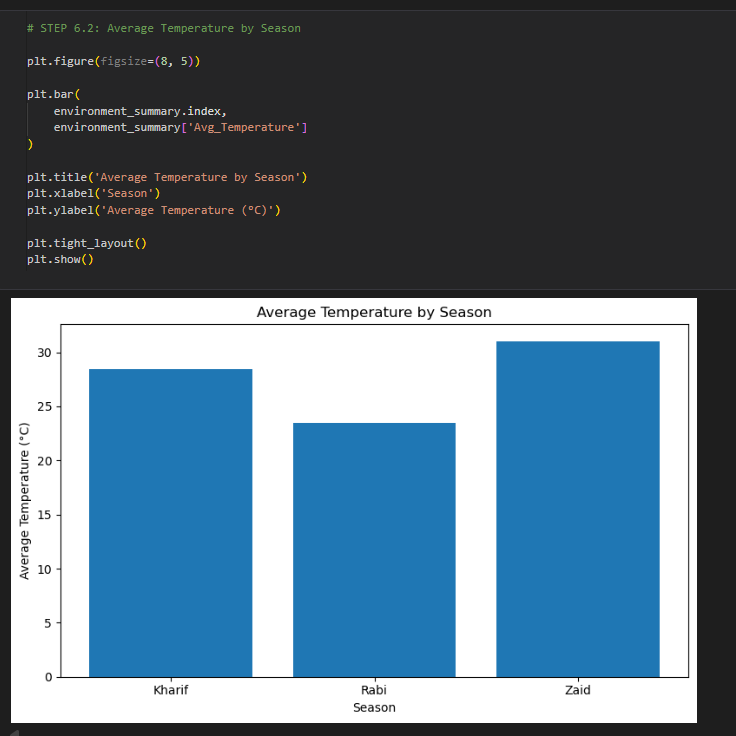 # STEP 6.2: Average Temperature by Season
plt.figure(figsize=(8, 5))
plt.bar(
    environment_summary.index,
    environment_summary['Avg_Temperature']
)
plt.title('Average Temperature by Season')
plt.xlabel('Season')
plt.ylabel('Average Temperature (°C)')
plt.tight_layout()
plt.show()
Average Temperature by Season
Average Temperature (°C)
30
25
20
15
10
5
0
Kharif Rabi Zaid
Season